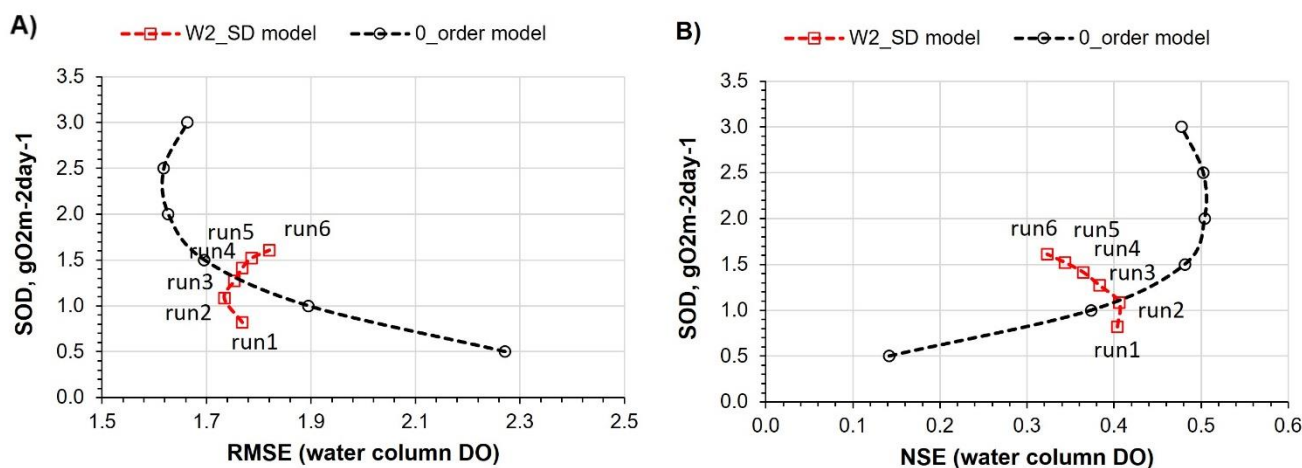 A)
W2_SD model
0_order model
3.5
3.0
2.5
2.0
1.5
1.0
0.5
0.0
SOD, gO2m-2day-1
run6
run5
run4
run3
run2
run1
1.5 1.7 1.9 2.1 2.3 2.5
RMSE (water column DO)
B)
W2_SD model
0_order model
3.5
3.0
2.5
2.0
1.5
1.0
0.5
0.0
SOD, gO2m-2day-1
run6
run5
run4
run3
run2
run1
0.0 0.1 0.2 0.3 0.4 0.5 0.6
NSE (water column DO)